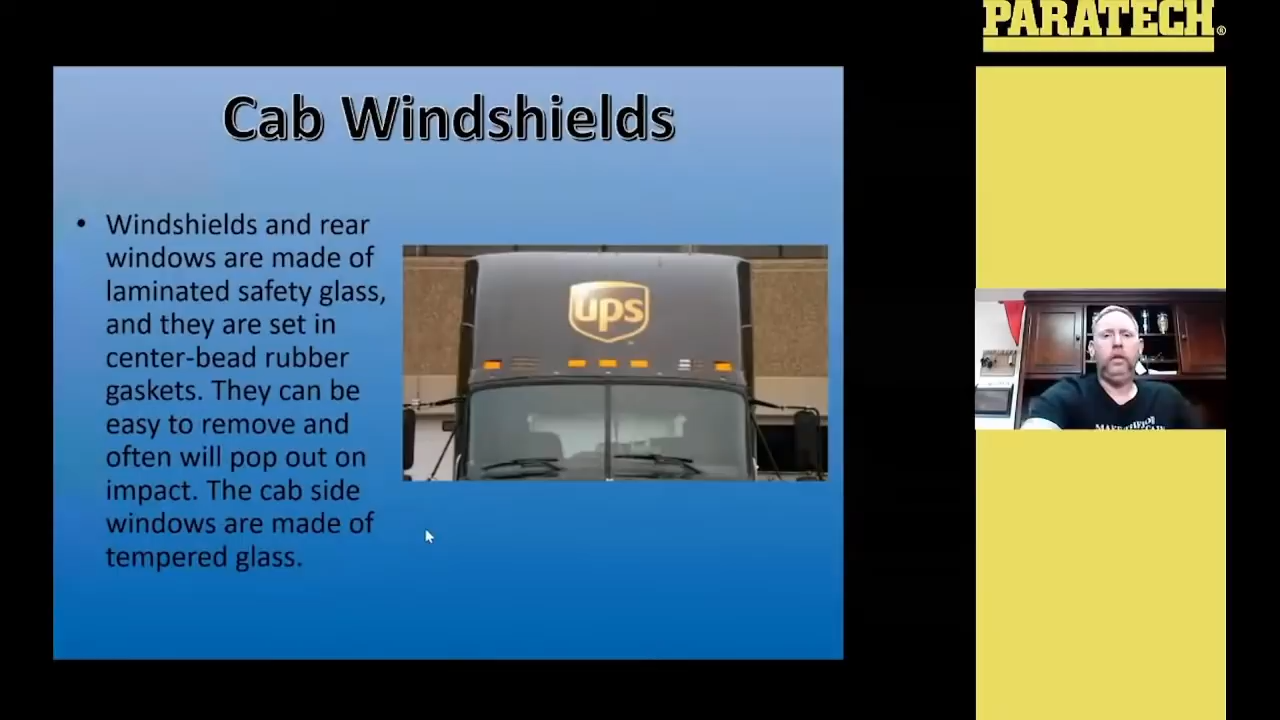 PARATECH®
Cab Windshields
• Windshields and rear
windows are made of
laminated safety glass,
and they are set in
center-bead rubber
gaskets. They can be
easy to remove and
often will pop out on
impact. The cab side
windows are made of
tempered glass.
ups